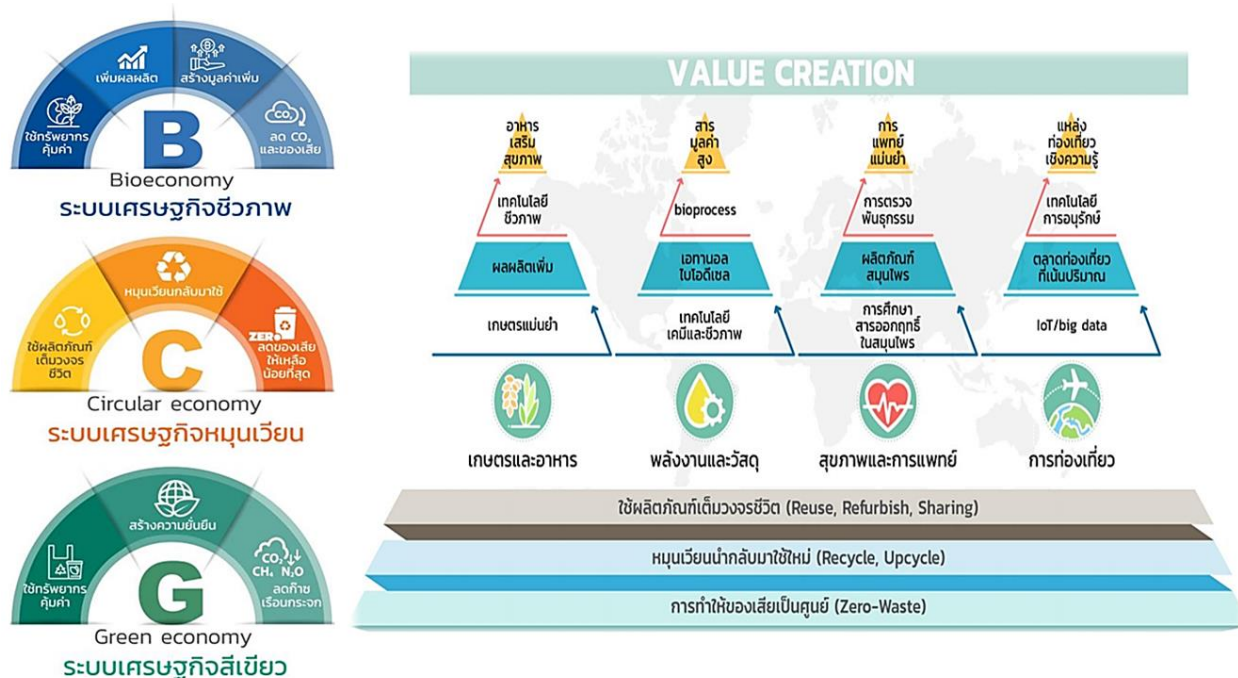 เพิ่มผลผลิต
สร้างมูลค่าเพิ่ม
ใช้ทรัพยากร
คุ้มค่า
CO₂
ลด CO₂
และของเสีย
B
Bioeconomy
ระบบเศรษฐกิจชีวภาพ
หมุนเวียนกลับมาใช้
ใช้ผลิตภัณฑ์
เต็มวงจร
ชีวิต
ZERO
ลดของเสีย
ให้เหลือ
น้อยที่สุด
C
Circular economy
ระบบเศรษฐกิจหมุนเวียน
สร้างความยั่งยืน
ใช้ทรัพยากร
คุ้มค่า
CO₂
CH₄ N₂O
ลดก๊าซ
เรือนกระจก
G
Green economy
ระบบเศรษฐกิจสีเขียว
VALUE CREATION
อาหาร
เสริม
สุขภาพ
เทคโนโลยี
ชีวภาพ
ผลผลิตเพิ่ม
เกษตรแม่นยำ
เกษตรและอาหาร
สาร
มูลค่า
สูง
bioprocess
เอทานอล
ไบโอดีเซล
เทคโนโลยี
เคมีและชีวภาพ
พลังงานและวัสดุ
การ
แพทย์
แม่นยำ
การตรวจ
พันธุกรรม
ผลิตภัณฑ์
สมุนไพร
การศึกษา
สารออกฤทธิ์
ในสมุนไพร
สุขภาพและการแพทย์
แหล่ง
ท่องเที่ยว
เชิงความรู้
เทคโนโลยี
การอนุรักษ์
ตลาดท่องเที่ยว
ที่เน้นปริมาณ
IoT/big data
การท่องเที่ยว
ใช้ผลิตภัณฑ์เต็มวงจรชีวิต (Reuse, Refurbish, Sharing)
หมุนเวียนนำกลับมาใช้ใหม่ (Recycle, Upcycle)
การทำให้ของเสียเป็นศูนย์ (Zero-Waste)